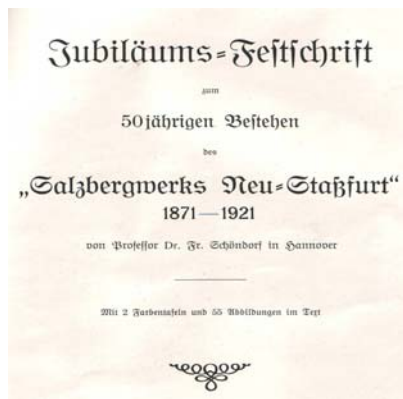 Jubiläums-Festschrift
zum
50jährigen Bestehen
des
„Salzbergwerks Neu-Staßfurt“
1871—1921
von Professor Dr. Fr. Schöndorf in Hannover
Mit 2 Farbentafeln und 55 Abbildungen im Text